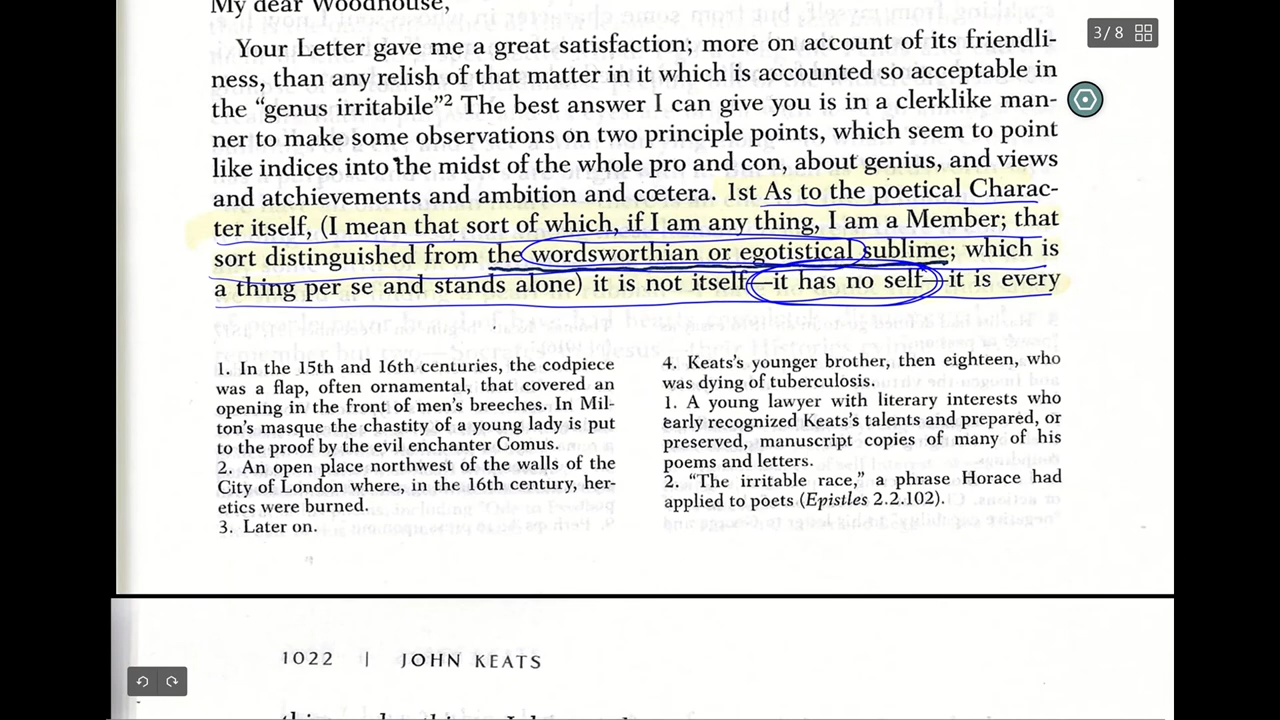 My dear Woodhouse,
3/8
Your Letter gave me a great satisfaction; more on account of its friendli-
ness, than any relish of that matter in it which is accounted so acceptable in
the “genus irritabile”2 The best answer I can give you is in a clerklike man-
ner to make some observations on two principle points, which seem to point
like indices into the midst of the whole pro and con, about genius, and views
and atchievements and ambition and cœtera. 1st As to the poetical Charac-
ter itself, (I mean that sort of which, if I am any thing, I am a Member; that
sort distinguished from the wordsworthian or egotistical sublime; which is
a thing per se and stands alone) it is not itself—it has no self—it is every
1. In the 15th and 16th centuries, the codpiece
was a flap, often ornamental, that covered an
opening in the front of men's breeches. In Mil-
ton's masque the chastity of a young lady is put
to the proof by the evil enchanter Comus.
2. An open place northwest of the walls of the
City of London where, in the 16th century, her-
etics were burned.
3. Later on.
4. Keats's younger brother, then eighteen, who
was dying of tuberculosis.
1. A young lawyer with literary interests who
early recognized Keats's talents and prepared, or
preserved, manuscript copies of many of his
poems and letters.
2. “The irritable race,” a phrase Horace had
applied to poets (Epistles 2.2.102).
1022 | JOHN KEATS